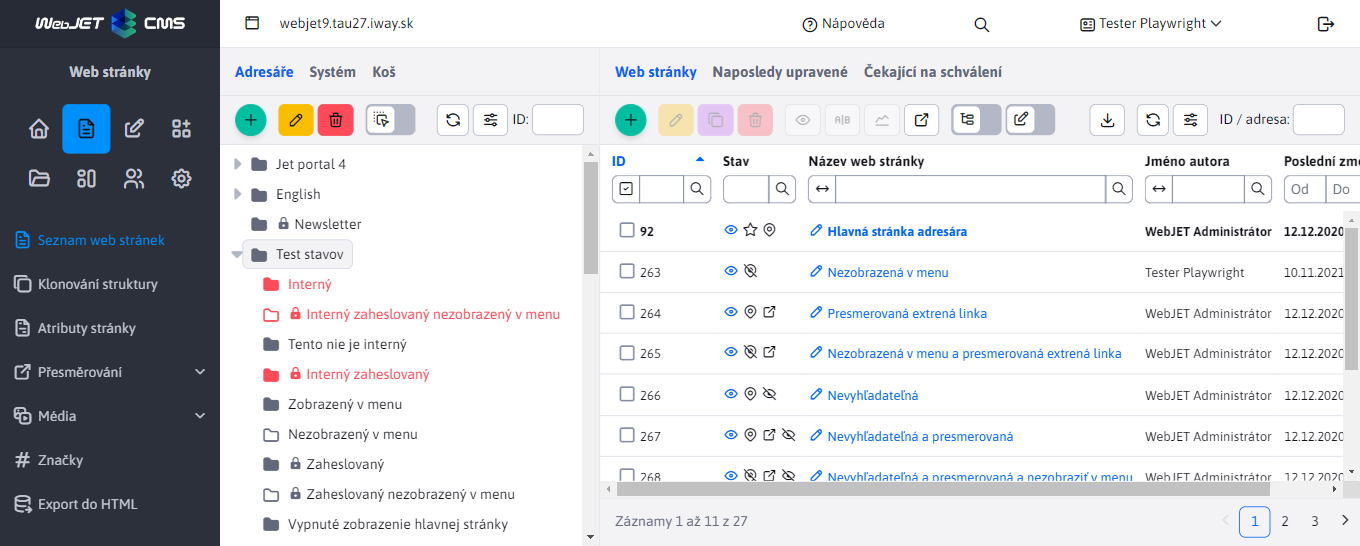 WebJET CMS
webjet9.tau27.iway.sk
Nápověda
Tester Playwright
Web stránky
Seznam web stránek
Klonování struktury
Atributy stránky
Přesměrování
Média
Značky
Export do HTML
Adresáře Systém Koš
ID:
Jet portal 4
English
Newsletter
Test stavov
Interný
Interný zaheslovaný nezobrazený v menu
Tento nie je interný
Interný zaheslovaný
Zobrazený v menu
Nezobrazený v menu
Zaheslovaný
Zaheslovaný nezobrazený v menu
Vypnuté zobrazenie hlavnej stránky
Web stránky Naposledy upravené Čekající na schválení
A|B
ID / adresa:
ID Stav Název web stránky Jméno autora Poslední změ
Od Do
92 Hlavná stránka adresára WebJET Administrátor 12.12.2020
263 Nezobrazená v menu Tester Playwright 10.11.2021
264 Presmerovaná extrená linka WebJET Administrátor 12.12.2020
265 Nezobrazená v menu a presmerovaná extrená linka WebJET Administrátor 12.12.2020
266 Nevyhľadateľná WebJET Administrátor 12.12.2020
267 Nevyhľadateľná a presmerovaná WebJET Administrátor 12.12.2020
268 Nevyhľadateľná a presmerovaná a nezobraziť v menu WebJET Administrátor 12.12.2020
Záznamy 1 až 11 z 27
1 2 3